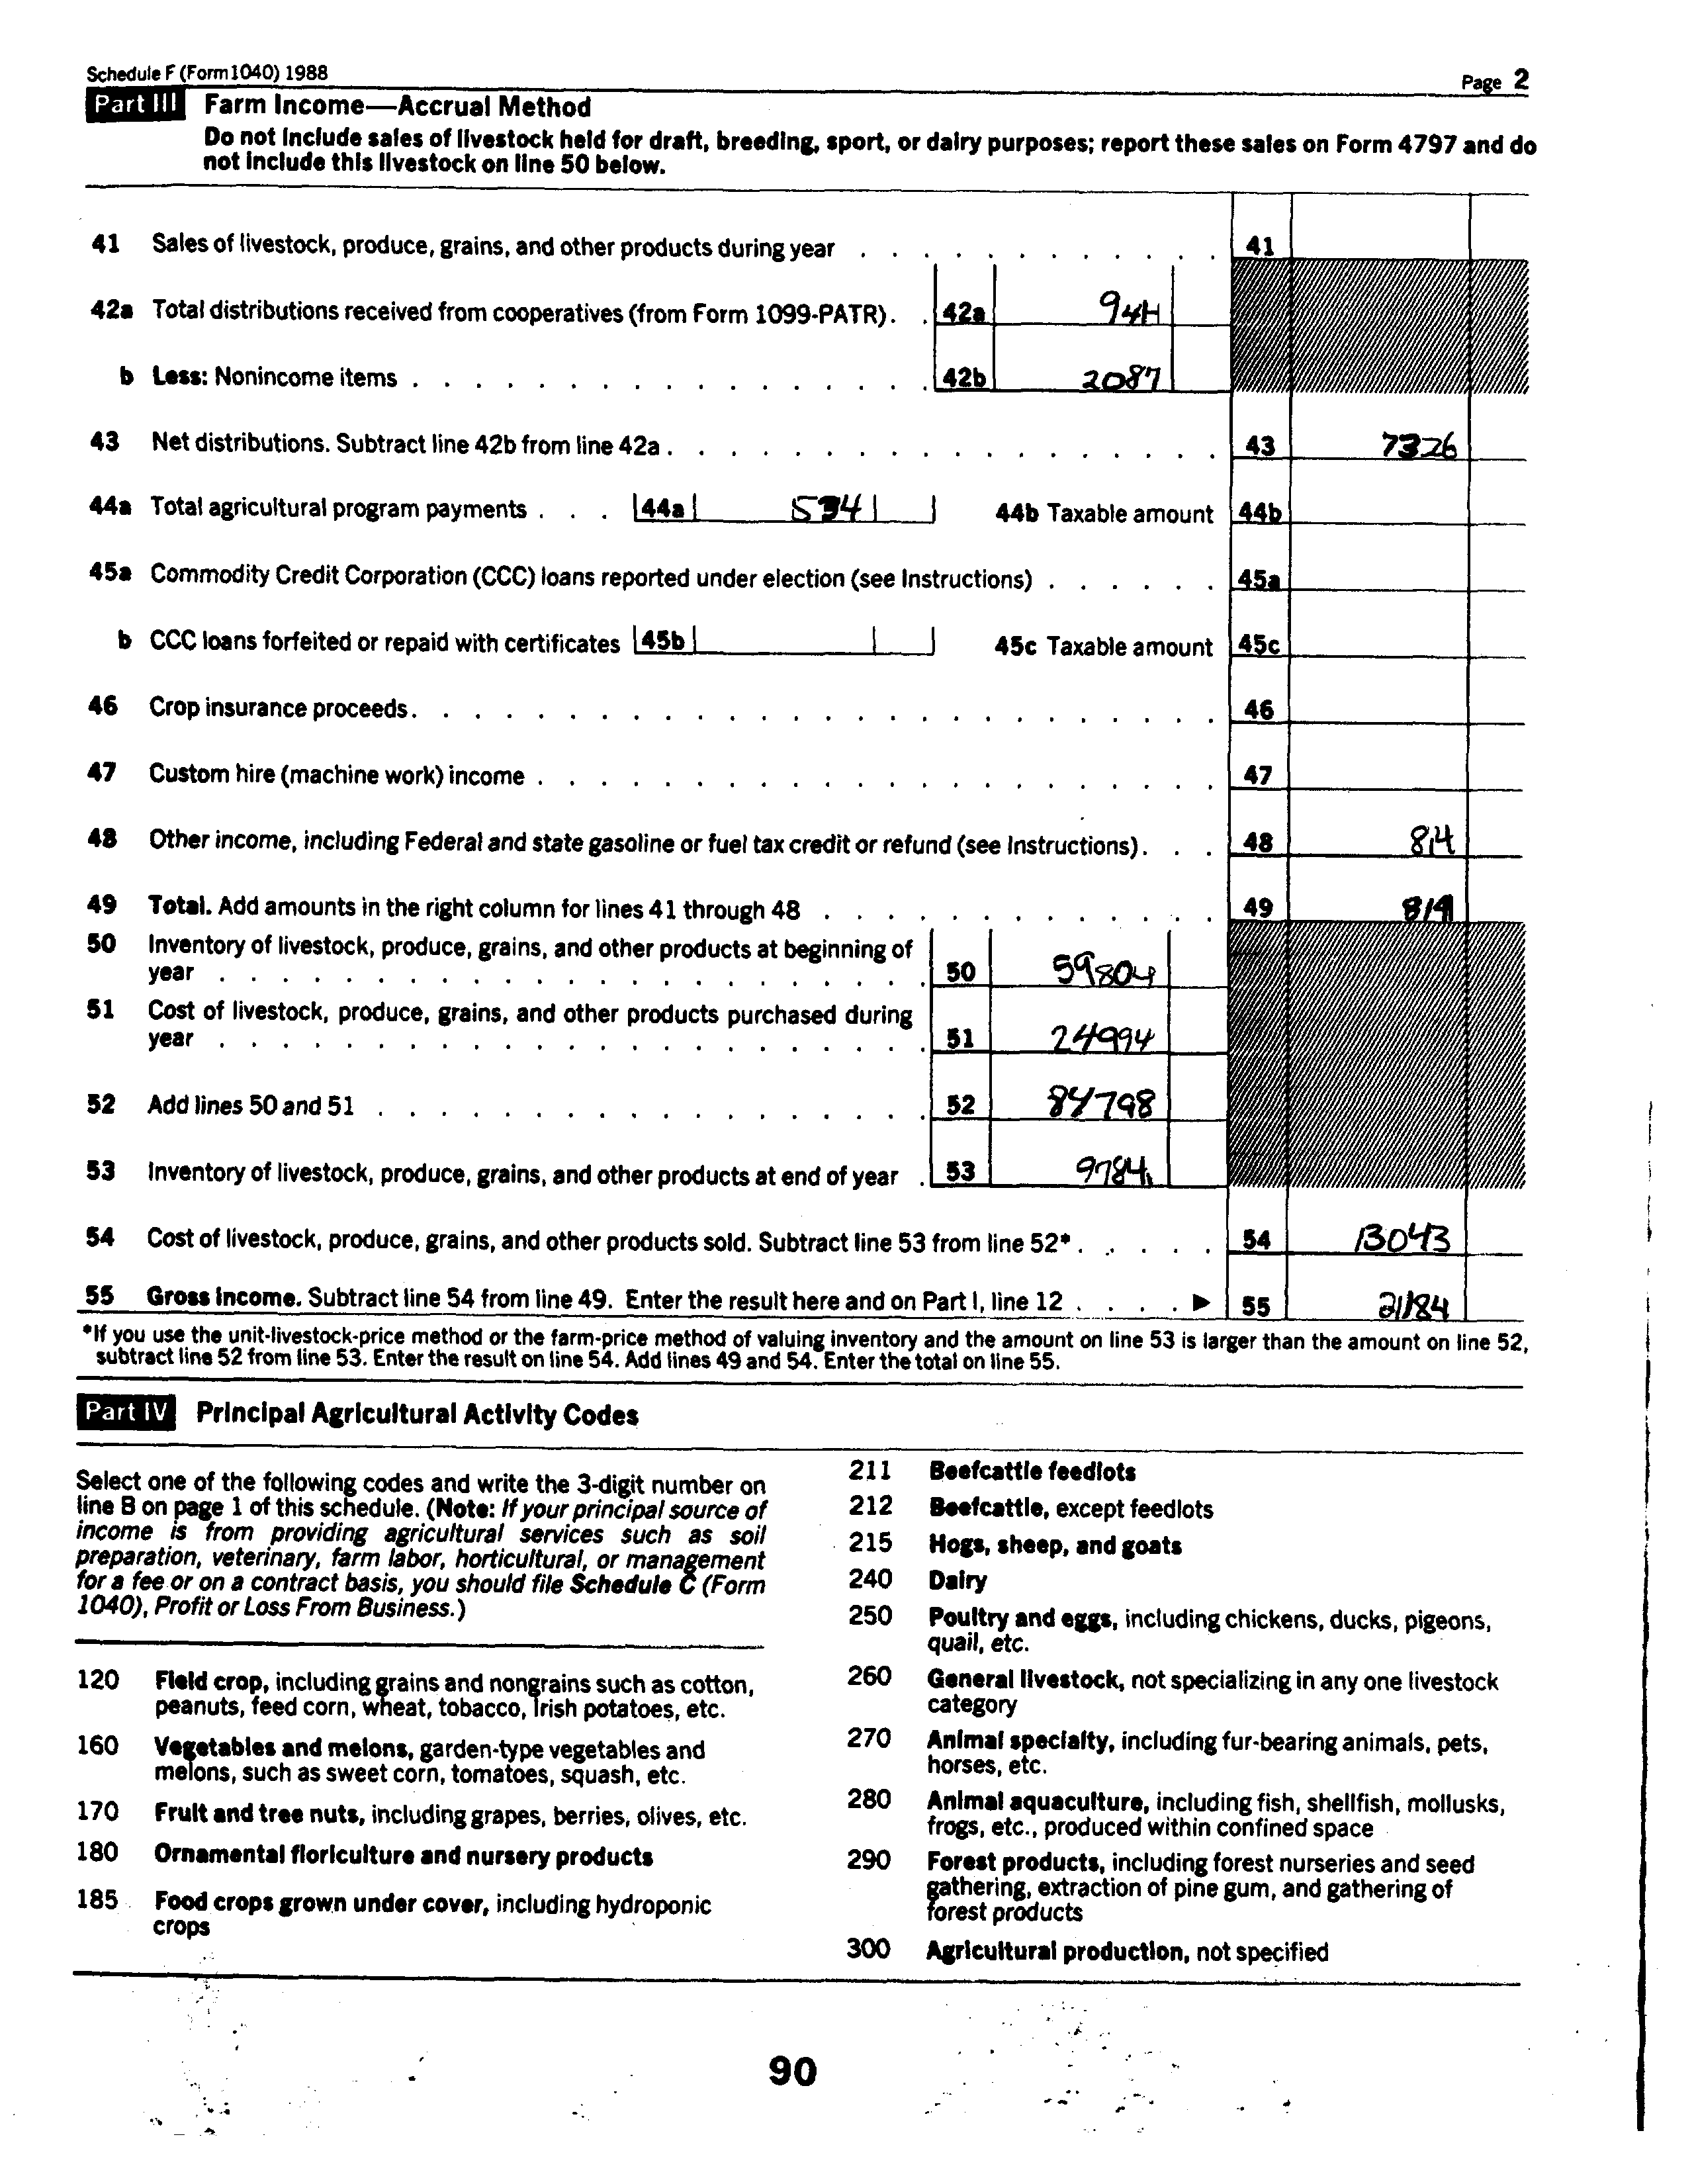 Schedule F (Form 1040) 1988 Page 2
Part III Farm Income—Accrual Method
Do not include sales of livestock held for draft, breeding, sport, or dairy purposes; report these sales on Form 4797 and do
not include this livestock on line 50 below.
41 Sales of livestock, produce, grains, and other products during year . . . . . . . . . . . . 41
42a Total distributions received from cooperatives (from Form 1099-PATR). . 42a
b Less: Nonincome items . . . . . . . . . . . . . . . . . 42b 2087
43 Net distributions. Subtract line 42b from line 42a . . . . . . . . . . . . . . . . . . 43 7326
44a Total agricultural program payments . . . 44a 44b Taxable amount 44b
45a Commodity Credit Corporation (CCC) loans reported under election (see Instructions) . . . . . . 45a
b CCC loans forfeited or repaid with certificates 45b 45c Taxable amount 45c
46 Crop insurance proceeds. . . . . . . . . . . . . . . . . . . . . . . . . . 46
47 Custom hire (machine work) income . . . . . . . . . . . . . . . . . . . . . . 47
48 Other income, including Federal and state gasoline or fuel tax credit or refund (see Instructions). . . 48 814
49 Total. Add amounts in the right column for lines 41 through 48 . . . . . . . . . . . . . 49
50 Inventory of livestock, produce, grains, and other products at beginning of
year . . . . . . . . . . . . . . . . . . . . . . . 50 59804
51 Cost of livestock, produce, grains, and other products purchased during
year . . . . . . . . . . . . . . . . . . . . . . . 51 24994
52 Add lines 50 and 51 . . . . . . . . . . . . . . . . . . 52 84798
53 Inventory of livestock, produce, grains, and other products at end of year . 53
54 Cost of livestock, produce, grains, and other products sold. Subtract line 53 from line 52* . . . . . 54 13043
55 Gross income. Subtract line 54 from line 49. Enter the result here and on Part I, line 12 . . . . ▶ 55 21184
*If you use the unit-livestock-price method or the farm-price method of valuing inventory and the amount on line 53 is larger than the amount on line 52,
subtract line 52 from line 53. Enter the result on line 54. Add lines 49 and 54. Enter the total on line 55.
Part IV Principal Agricultural Activity Codes
Select one of the following codes and write the 3-digit number on
line B on page 1 of this schedule. (Note: If your principal source of
income is from providing agricultural services such as soil
preparation, veterinary, farm labor, horticultural, or management
for a fee or on a contract basis, you should file Schedule C (Form
1040), Profit or Loss From Business.)
120 Field crop, including grains and nongrains such as cotton,
peanuts, feed corn, wheat, tobacco, Irish potatoes, etc.
160 Vegetables and melons, garden-type vegetables and
melons, such as sweet corn, tomatoes, squash, etc.
170 Fruit and tree nuts, including grapes, berries, olives, etc.
180 Ornamental floriculture and nursery products
185 Food crops grown under cover, including hydroponic
crops
211 Beefcattle feedlots
212 Beefcattle, except feedlots
215 Hogs, sheep, and goats
240 Dairy
250 Poultry and eggs, including chickens, ducks, pigeons,
quail, etc.
260 General livestock, not specializing in any one livestock
category
270 Animal specialty, including fur-bearing animals, pets,
horses, etc.
280 Animal aquaculture, including fish, shellfish, mollusks,
frogs, etc., produced within confined space
290 Forest products, including forest nurseries and seed
gathering, extraction of pine gum, and gathering of
forest products
300 Agricultural production, not specified
90